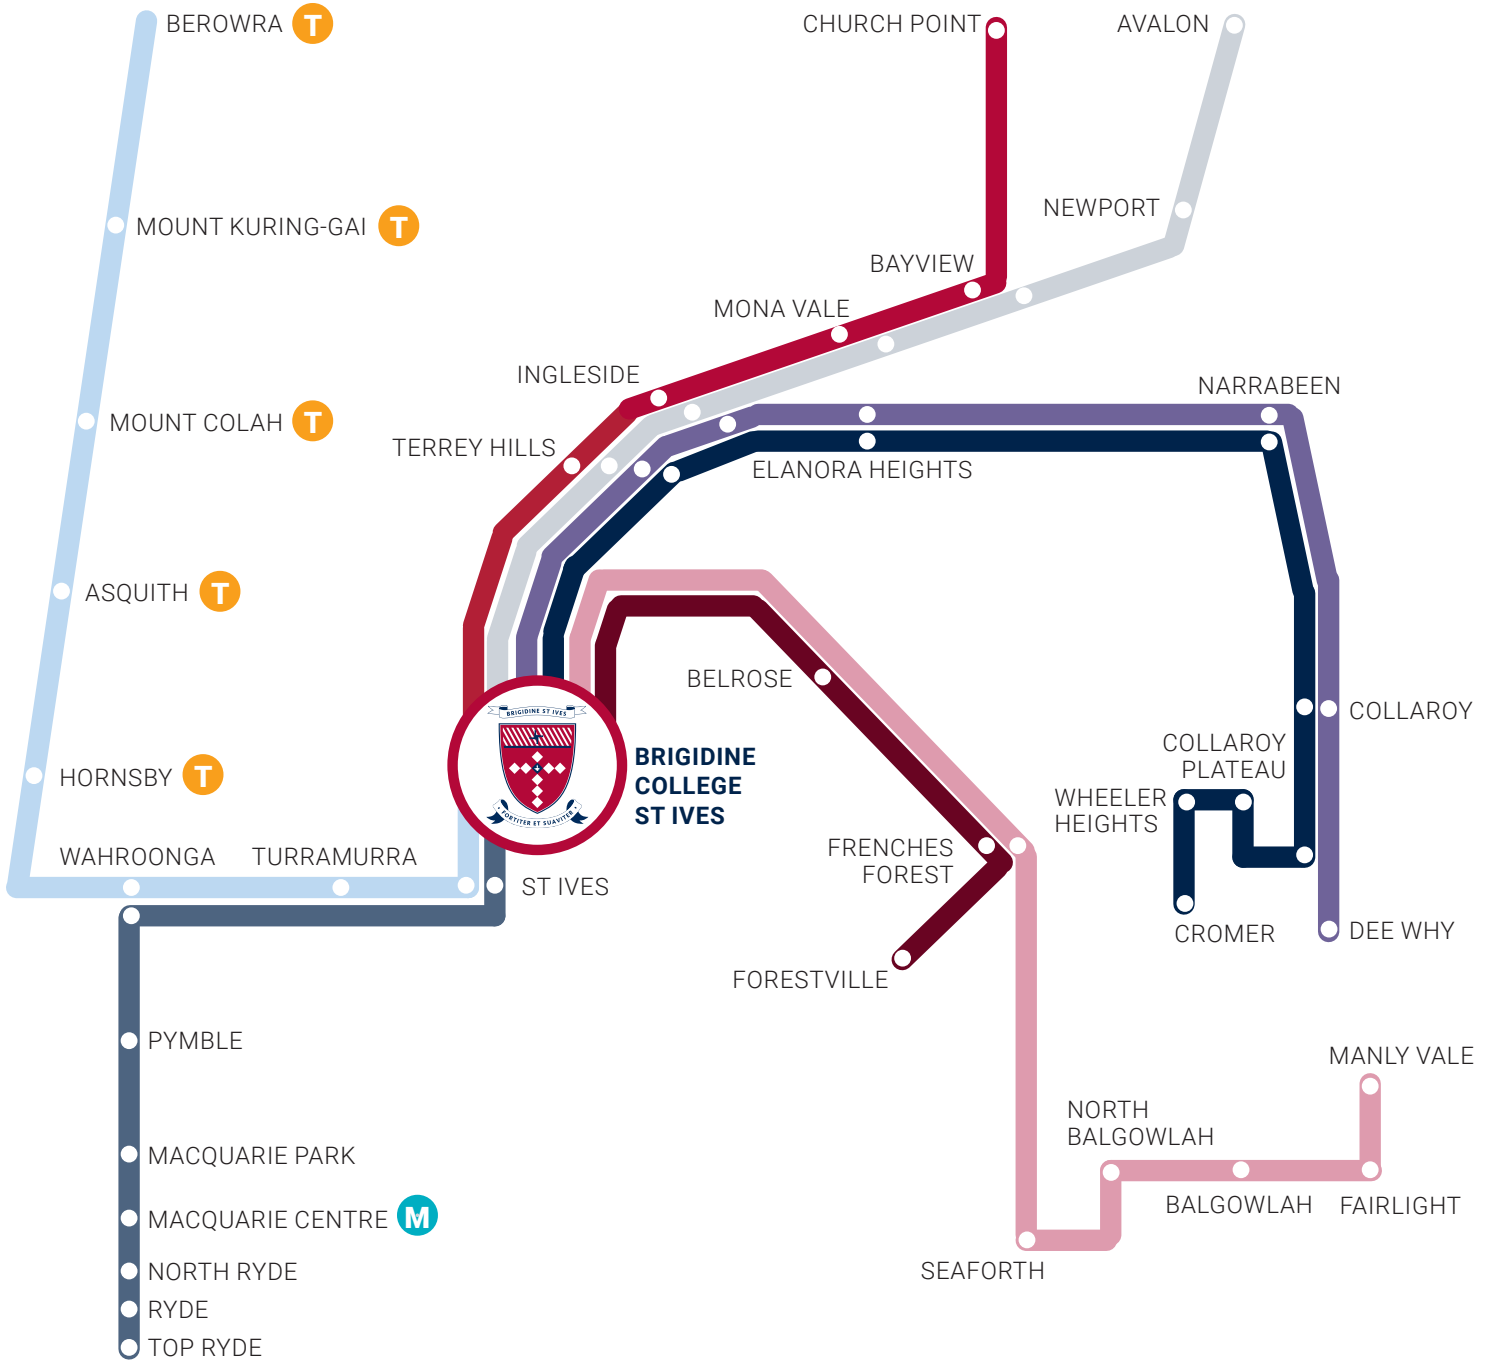 BEROWRA T
CHURCH POINT
AVALON
MOUNT KURING-GAI T
NEWPORT
BAYVIEW
MONA VALE
INGLESIDE
NARRABEEN
MOUNT COLAH T
TERREY HILLS
ELANORA HEIGHTS
ASQUITH T
BELROSE
COLLAROY
BRIGIDINE ST IVES
FORTITER ET SUAVITER
BRIGIDINE
COLLEGE
ST IVES
COLLAROY
PLATEAU
HORNSBY T
WHEELER
HEIGHTS
WAHROONGA
TURRAMURRA
FRENCHES
FOREST
ST IVES
CROMER
DEE WHY
FORESTVILLE
PYMBLE
MANLY VALE
NORTH
BALGOWLAH
MACQUARIE PARK
BALGOWLAH
FAIRLIGHT
MACQUARIE CENTRE M
SEAFORTH
NORTH RYDE
RYDE
TOP RYDE